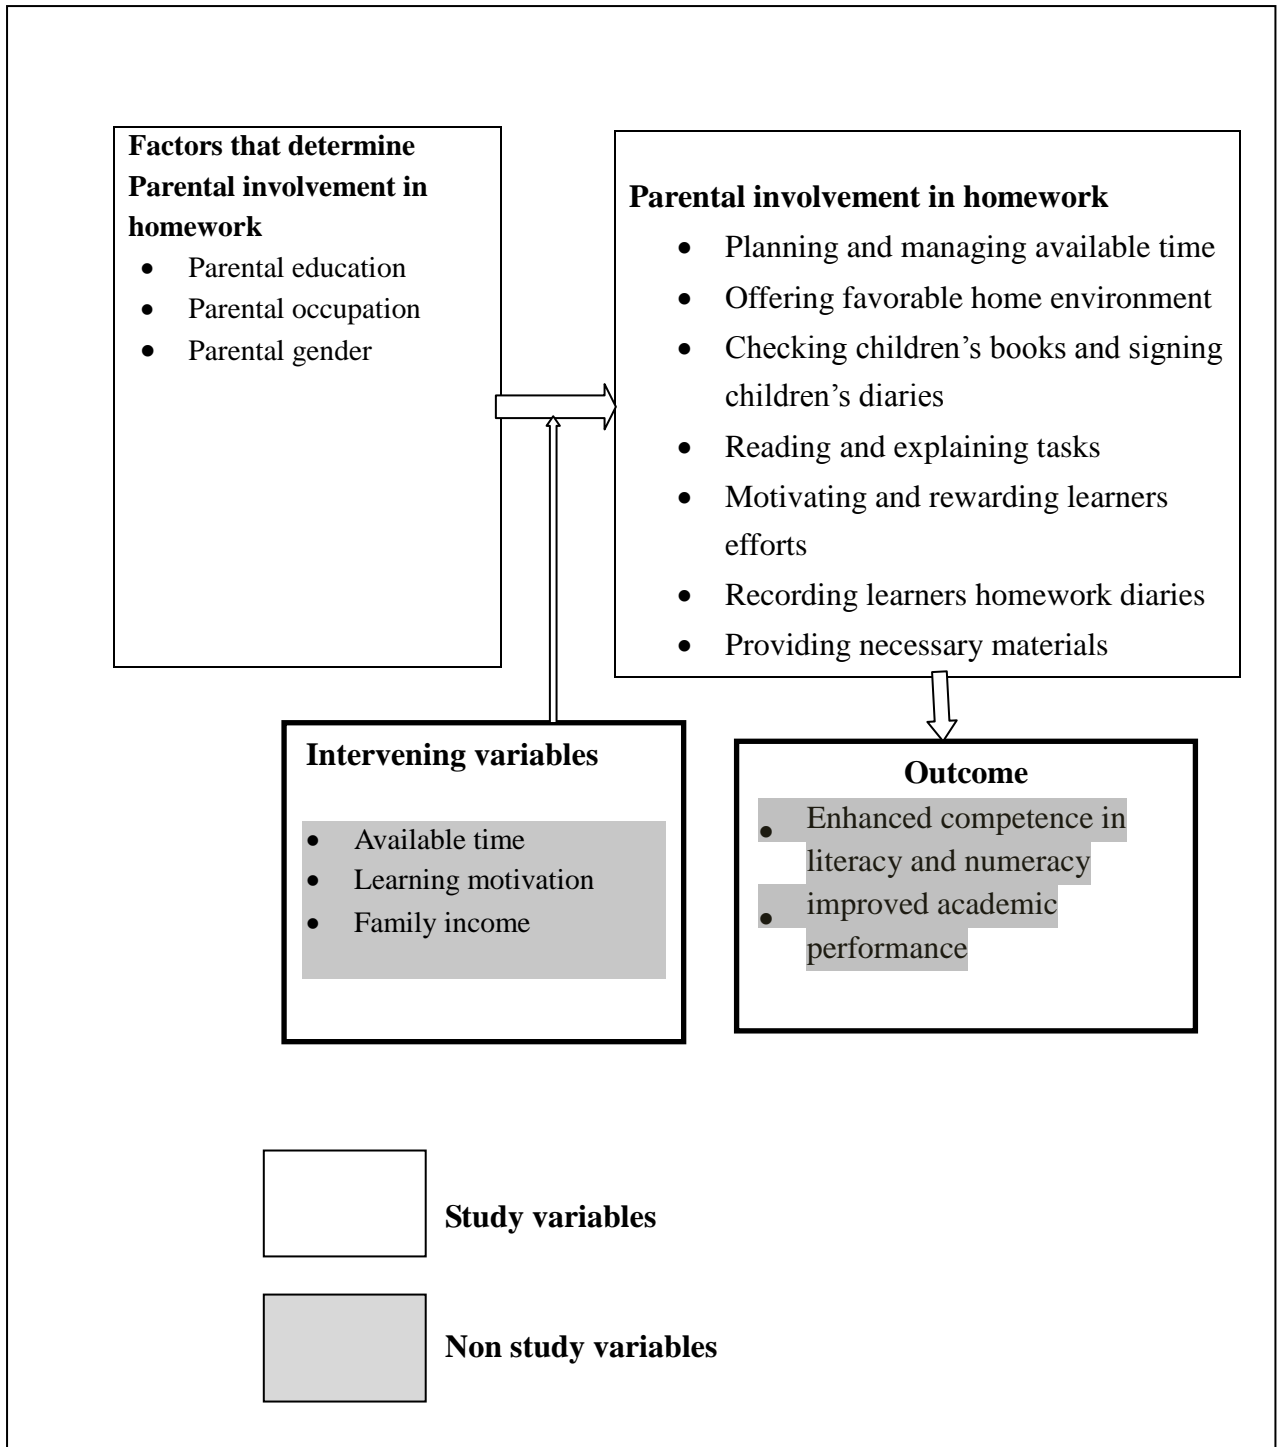 Factors that determine
Parental involvement in
homework
• Parental education
• Parental occupation
• Parental gender
Parental involvement in homework
• Planning and managing available time
• Offering favorable home environment
• Checking children’s books and signing
children’s diaries
• Reading and explaining tasks
• Motivating and rewarding learners
efforts
• Recording learners homework diaries
• Providing necessary materials
Intervening variables
• Available time
• Learning motivation
• Family income
Outcome
• Enhanced competence in
literacy and numeracy
• improved academic
performance
Study variables
Non study variables